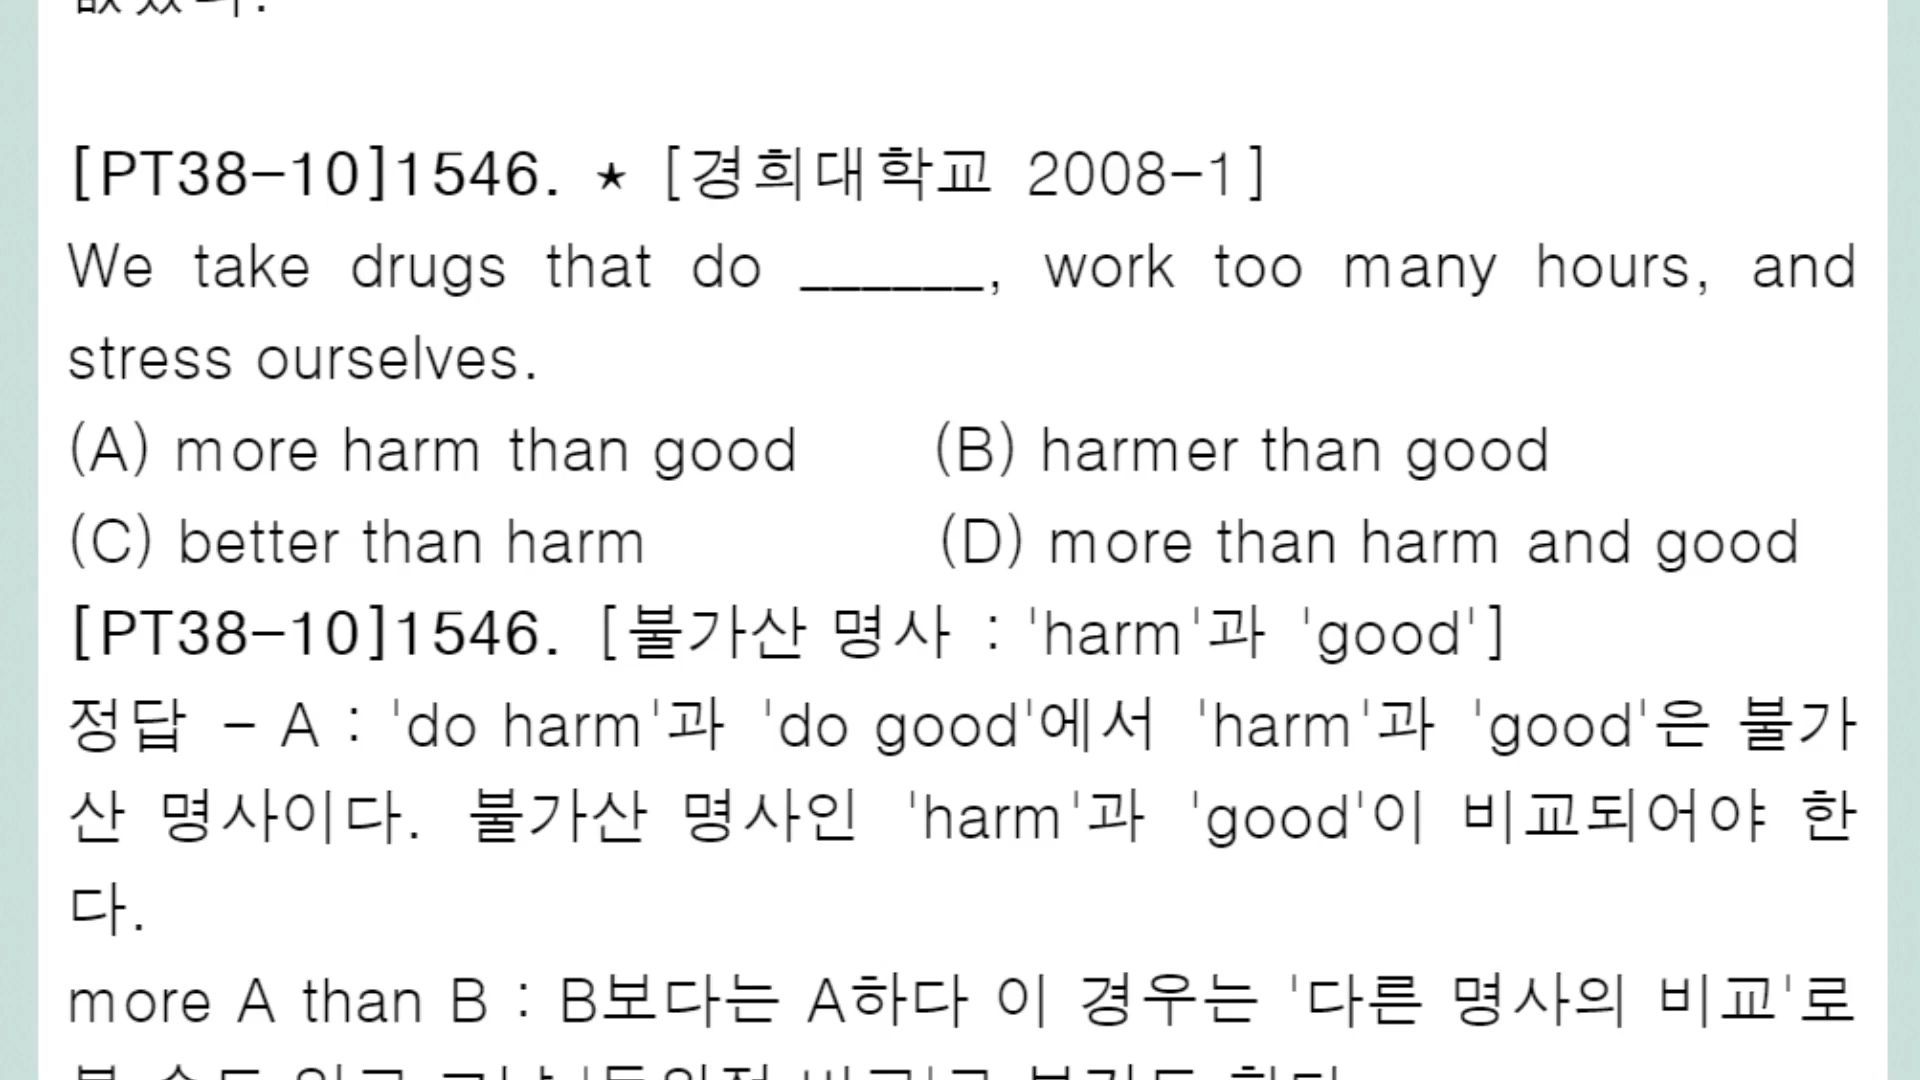 [PT38-10]1546. ★ [경희대학교 2008-1]
We take drugs that do ______, work too many hours, and
stress ourselves.
(A) more harm than good (B) harmer than good
(C) better than harm (D) more than harm and good
[PT38-10]1546. [불가산 명사 : 'harm'과 'good']
정답 - A : 'do harm'과 'do good'에서 'harm'과 'good'은 불가
산 명사이다. 불가산 명사인 'harm'과 'good'이 비교되어야 한
다.
more A than B : B보다는 A하다 이 경우는 '다른 명사의 비교'로